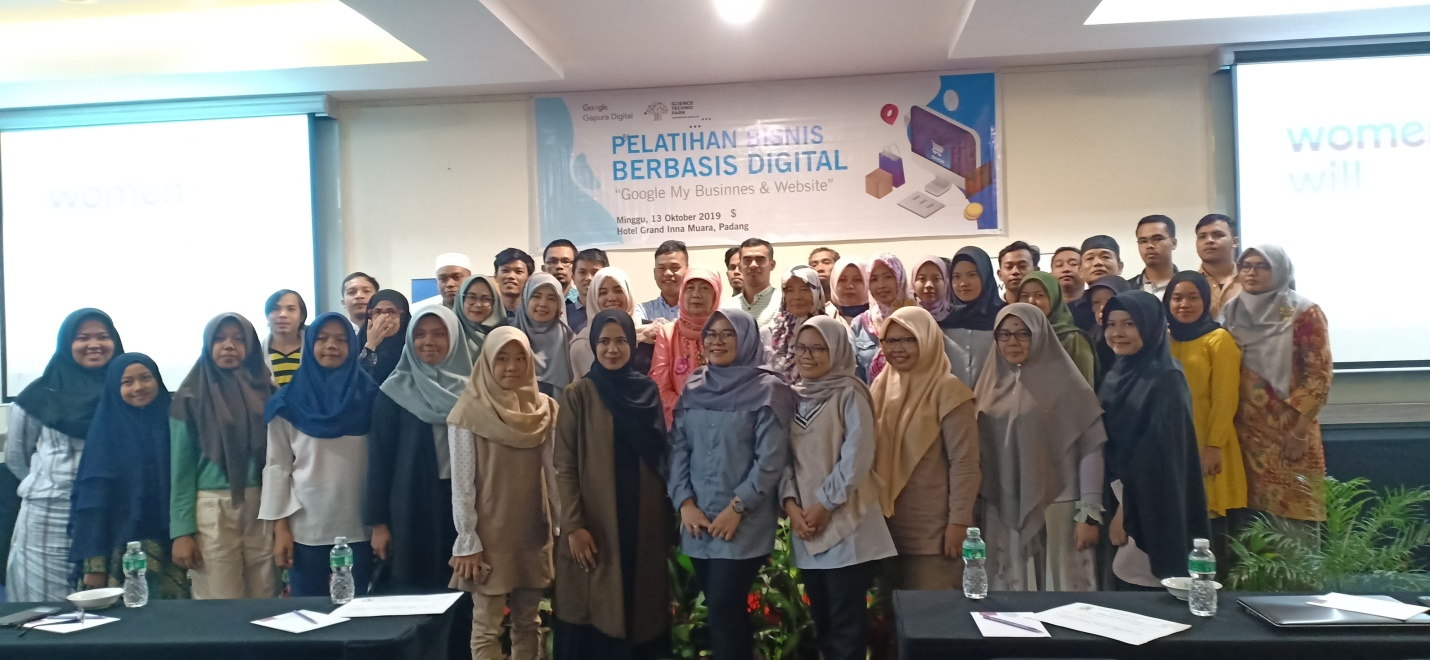 Google
Gapura Digital
SCIENCE
TECHNO
PARK
PELATIHAN BISNIS
BERBASIS DIGITAL
"Google My Businnes & Website"
Minggu, 13 Oktober 2019
$
Hotel Grand Inna Muara, Padang
women
women
will